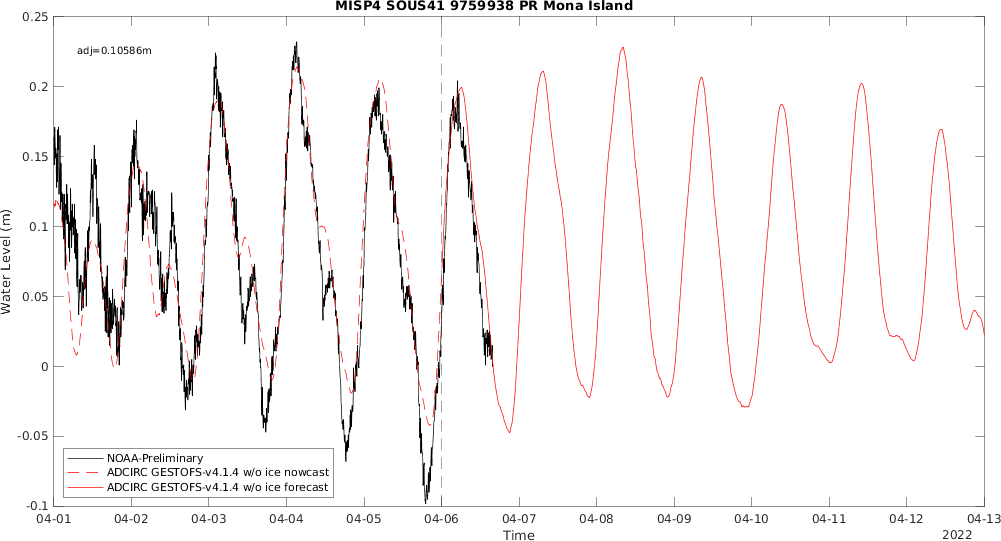 MISP4 SOUS41 9759938 PR Mona Island
adj=0.10586m
0.25
0.2
0.15
0.1
0.05
0
-0.05
-0.1
Water Level (m)
NOAA-Preliminary
ADCIRC GESTOFS-v4.1.4 w/o ice nowcast
ADCIRC GESTOFS-v4.1.4 w/o ice forecast
04-01 04-02 04-03 04-04 04-05 04-06 04-07 04-08 04-09 04-10 04-11 04-12 04-13
Time
2022